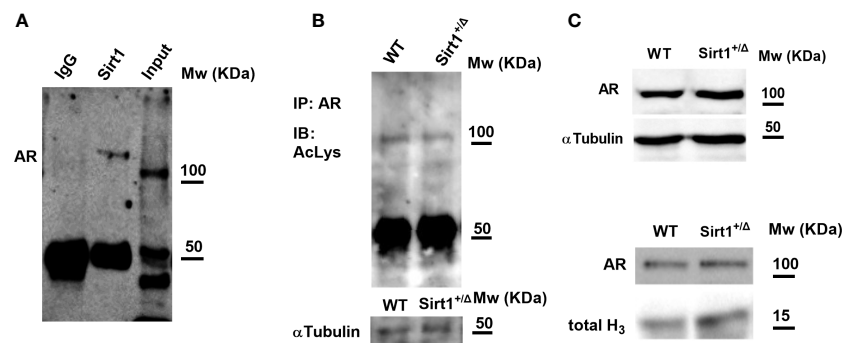 A
IgG
Sirt1
Input
Mw (KDa)
AR
100
50
B
WT
Sirt1+/Δ
Mw (KDa)
IP: AR
IB:
AcLys
100
50
WT Sirt1+/Δ Mw (KDa)
αTubulin
50
C
WT Sirt1+/Δ Mw (KDa)
AR
100
αTubulin
50
WT Sirt1+/Δ Mw (KDa)
AR
100
total H3
15